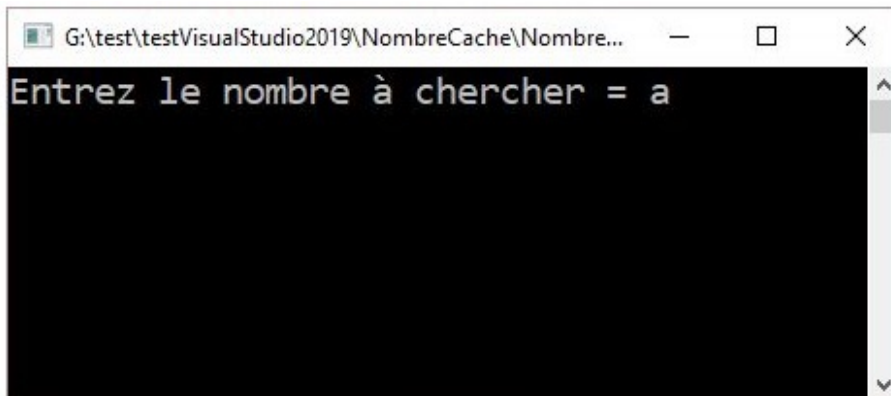 G:\test\testVisualStudio2019\NombreCache\Nombre...
Entrez le nombre à chercher = a